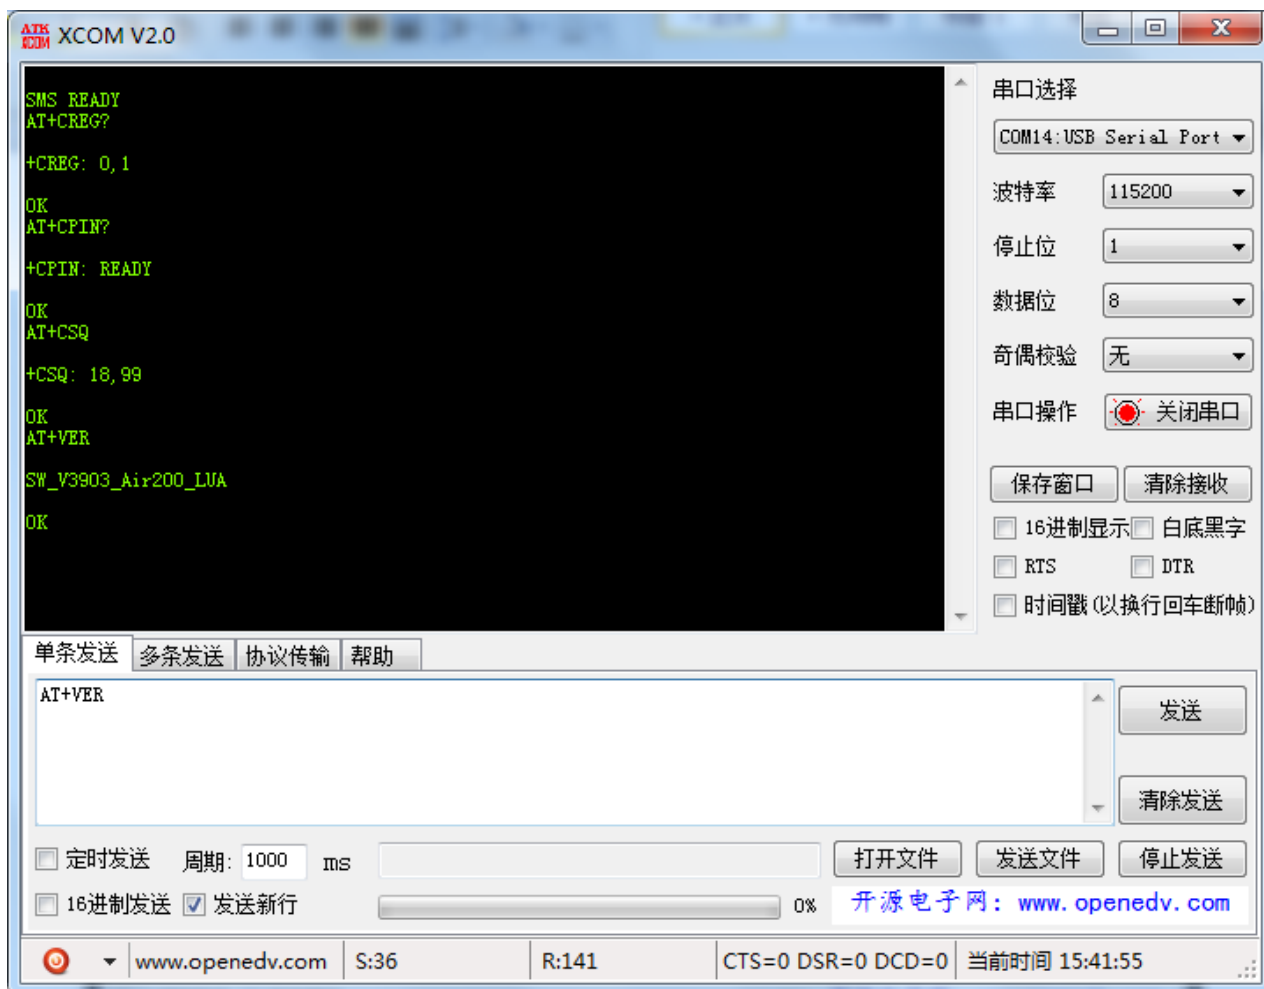 ATK
XCOM
XCOM V2.0
SMS READY
AT+CREG?
+CREG: 0,1
OK
AT+CPIN?
+CPIN: READY
OK
AT+CSQ
+CSQ: 18,99
OK
AT+VER
SW_V3903_Air200_LUA
OK
串口选择
COM14:USB Serial Port
波特率 115200
停止位 1
数据位 8
奇偶校验 无
串口操作 关闭串口
保存窗口 清除接收
16进制显示 白底黑字
RTS DTR
时间戳(以换行回车断帧)
单条发送 多条发送 协议传输 帮助
AT+VER
发送
清除发送
定时发送 周期: 1000 ms 打开文件 发送文件 停止发送
16进制发送 发送新行 0% 开源电子网: www.openedv.com
www.openedv.com S:36 R:141 CTS=0 DSR=0 DCD=0 当前时间 15:41:55